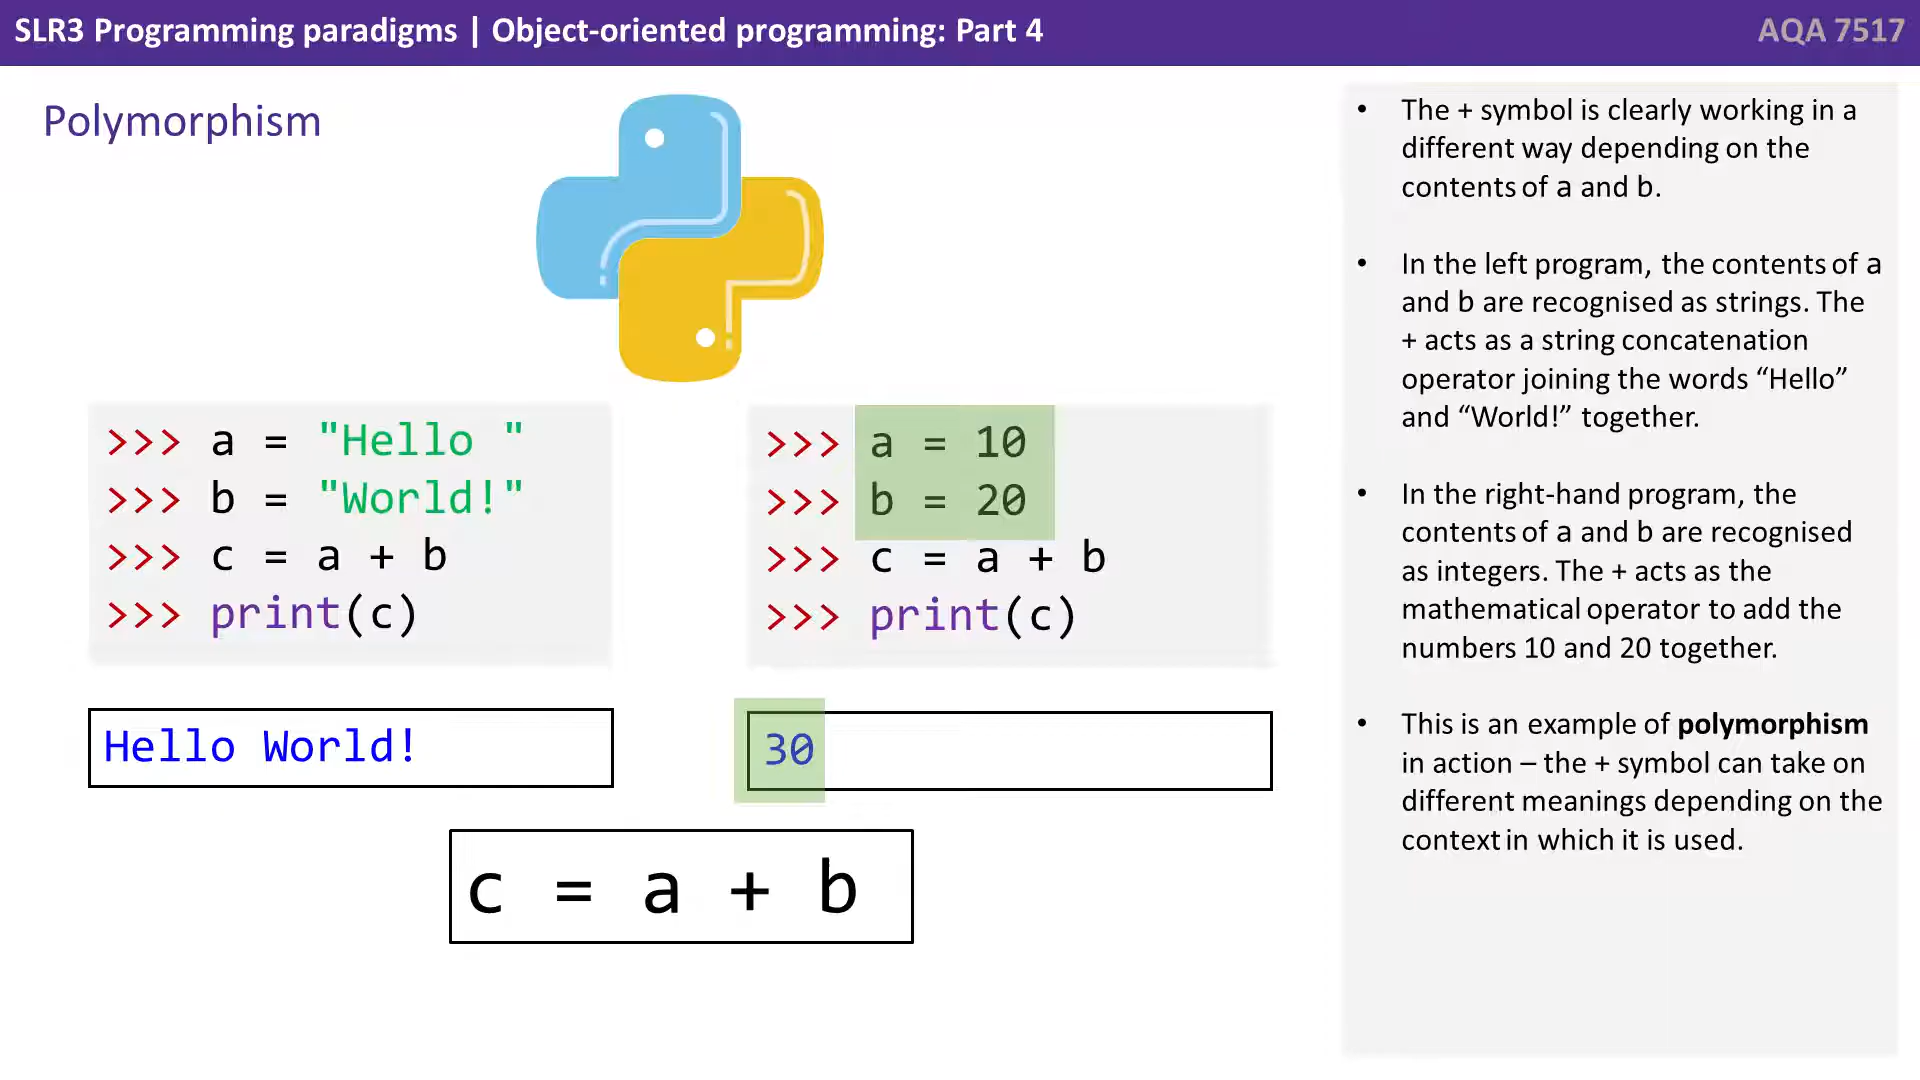 SLR3 Programming paradigms | Object-oriented programming: Part 4
AQA 7517
Polymorphism
>>> a = "Hello "
>>> b = "World!"
>>> c = a + b
>>> print(c)
Hello World!
>>> a = 10
>>> b = 20
>>> c = a + b
>>> print(c)
30
c = a + b
• The + symbol is clearly working in a
different way depending on the
contents of a and b.
• In the left program, the contents of a
and b are recognised as strings. The
+ acts as a string concatenation
operator joining the words “Hello”
and “World!” together.
• In the right-hand program, the
contents of a and b are recognised
as integers. The + acts as the
mathematical operator to add the
numbers 10 and 20 together.
• This is an example of polymorphism
in action – the + symbol can take on
different meanings depending on the
context in which it is used.